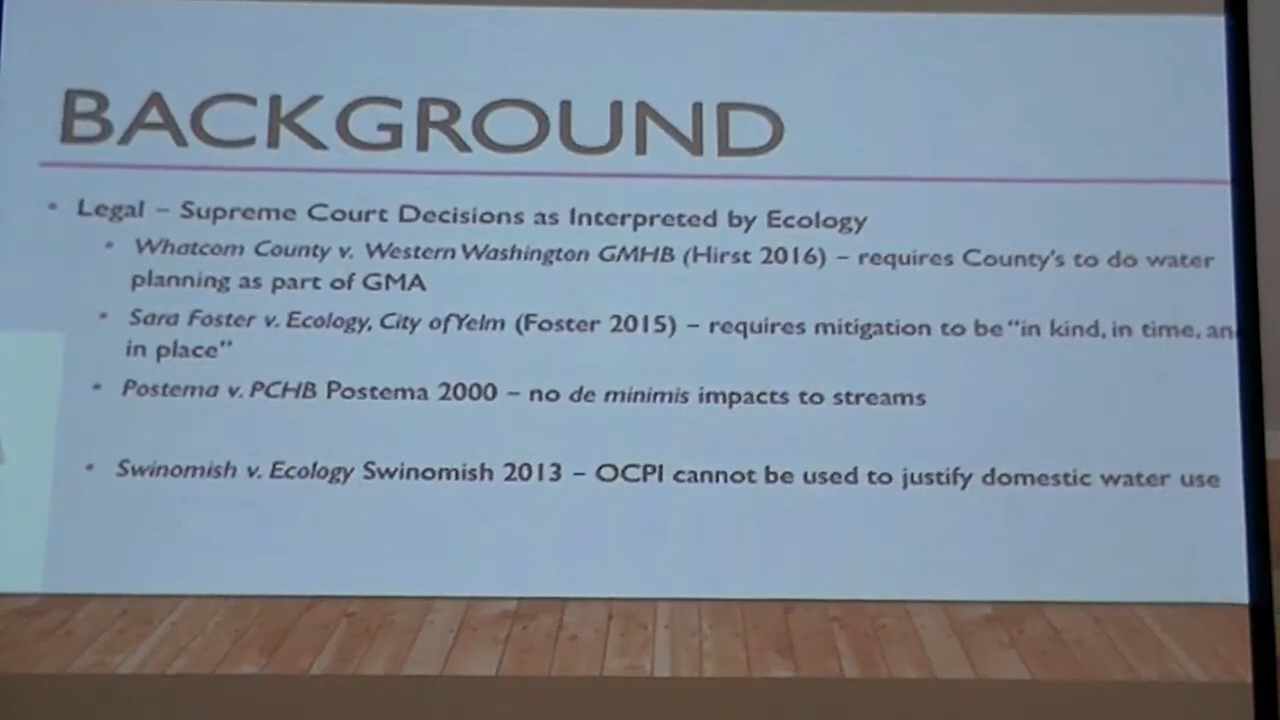 BACKGROUND
• Legal – Supreme Court Decisions as Interpreted by Ecology
• Whatcom County v. Western Washington GMHB (Hirst 2016) – requires County's to do water
planning as part of GMA
• Sara Foster v. Ecology, City of Yelm (Foster 2015) – requires mitigation to be "in kind, in time, an
in place"
• Postema v. PCHB Postema 2000 – no de minimis impacts to streams
• Swinomish v. Ecology Swinomish 2013 – OCPI cannot be used to justify domestic water use